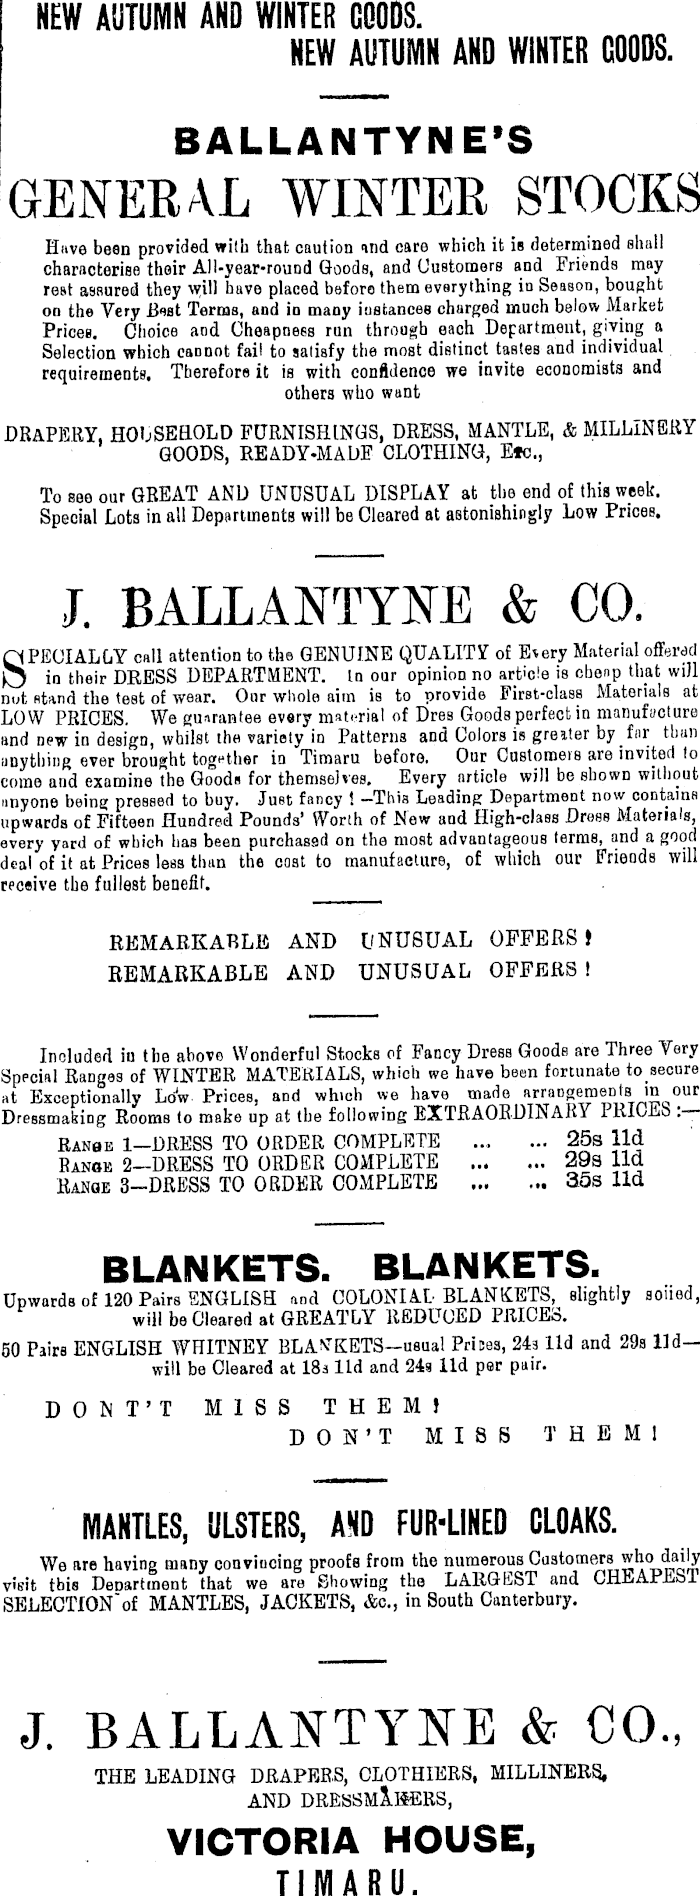 NEW AUTUMN AND WINTER GOODS.
NEW AUTUMN AND WINTER GOODS.
BALLANTYNE'S
GENERAL WINTER STOCKS
Have been provided with that caution and care which it is determined shall
characterise their All-year-round Goods, and Customers and Friends may
rest assured they will have placed before them everything in Season, bought
on the Very Best Terms, and in many instances charged much below Market
Prices. Choice and Cheapness run through each Department, giving a
Selection which cannot fail to satisfy the most distinct tastes and individual
requirements. Therefore it is with confidence we invite economists and
others who want
DRAPERY, HOUSEHOLD FURNISHINGS, DRESS, MANTLE, & MILLINERY
GOODS, READY-MADE CLOTHING, ETC.,
To see our GREAT AND UNUSUAL DISPLAY at the end of this week.
Special Lots in all Departments will be Cleared at astonishingly Low Prices.
J. BALLANTYNE & CO.
SPECIALLY call attention to the GENUINE QUALITY of Every Material offered
in their DRESS DEPARTMENT. In our opinion no article is cheap that will
not stand the test of wear. Our whole aim is to provide First-class Materials at
LOW PRICES. We guarantee every material of Dres Goods perfect in manufacture
and new in design, whilst the variety in Patterns and Colors is greater by far than
anything ever brought together in Timaru before. Our Customers are invited to
come and examine the Goods for themselves. Every article will be shown without
anyone being pressed to buy. Just fancy! —This Leading Department now contains
upwards of Fifteen Hundred Pounds' Worth of New and High-class Dress Materials,
every yard of which has been purchased on the most advantageous terms, and a good
deal of it at Prices less than the cost to manufacture, of which our Friends will
receive the fullest benefit.
REMARKABLE AND UNUSUAL OFFERS!
REMARKABLE AND UNUSUAL OFFERS!
Included in the above Wonderful Stocks of Fancy Dress Goods are Three Very
Special Ranges of WINTER MATERIALS, which we have been fortunate to secure
at Exceptionally Low Prices, and which we have made arrangements in our
Dressmaking Rooms to make up at the following EXTRAORDINARY PRICES:—
RANGE 1—DRESS TO ORDER COMPLETE ... ... 25s 11d
RANGE 2—DRESS TO ORDER COMPLETE ... ... 29s 11d
RANGE 3—DRESS TO ORDER COMPLETE ... ... 35s 11d
BLANKETS. BLANKETS.
Upwards of 120 Pairs ENGLISH and COLONIAL BLANKETS, slightly soiled,
will be Cleared at GREATLY REDUCED PRICES.
50 Pairs ENGLISH WHITNEY BLANKETS—usual Prices, 24s 11d and 29s 11d—
will be Cleared at 18s 11d and 24s 11d per pair.
DONT'T MISS THEM!
DON'T MISS THEM!
MANTLES, ULSTERS, AND FUR-LINED CLOAKS.
We are having many convincing proofs from the numerous Customers who daily
visit this Department that we are Showing the LARGEST and CHEAPEST
SELECTION of MANTLES, JACKETS, &c., in South Canterbury.
J. BALLANTYNE & CO.,
THE LEADING DRAPERS, CLOTHIERS, MILLINERS,
AND DRESSMAKERS,
VICTORIA HOUSE,
TIMARU.